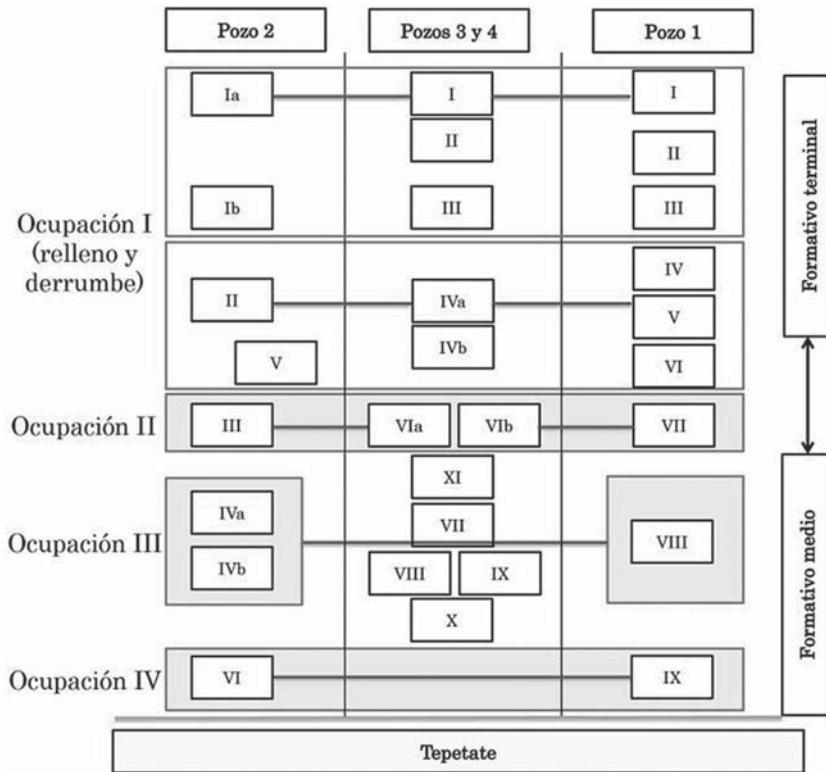 Pozo 2
Pozos 3 y 4
Pozo 1
Ia
I
I
II
II
Ib
III
III
Ocupación I
(relleno y
derrumbe)
IV
II
IVa
V
IVb
V
VI
Formativo terminal
Ocupación II
III
VIa
VIb
VII
XI
IVa
VII
Ocupación III
VIII
IVb
VIII
IX
X
Formativo medio
Ocupación IV
VI
IX
Tepetate